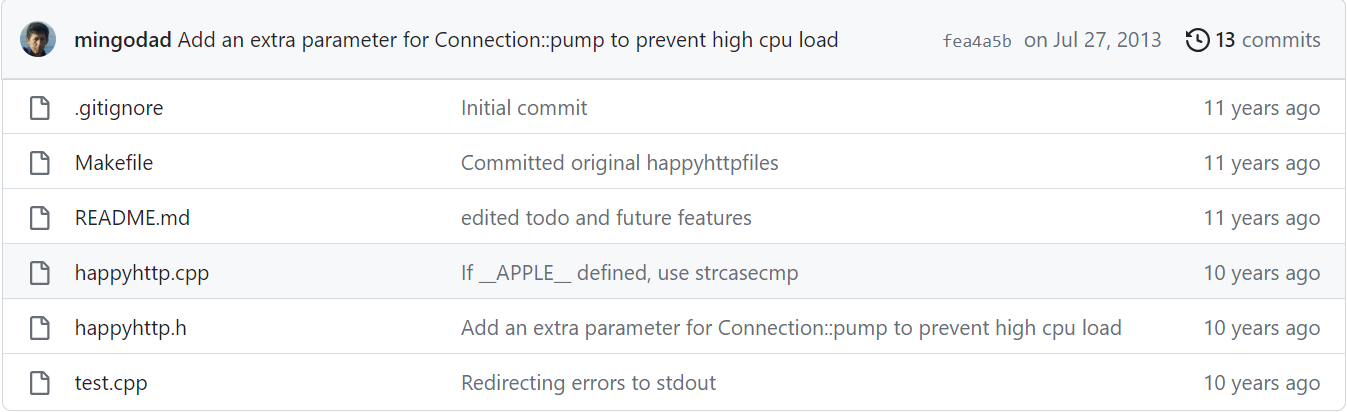 mingodad Add an extra parameter for Connection::pump to prevent high cpu load fea4a5b on Jul 27, 2013 13 commits
.gitignore Initial commit 11 years ago
Makefile Committed original happyhttpfiles 11 years ago
README.md edited todo and future features 11 years ago
happyhttp.cpp If __APPLE__ defined, use strcasecmp 10 years ago
happyhttp.h Add an extra parameter for Connection::pump to prevent high cpu load 10 years ago
test.cpp Redirecting errors to stdout 10 years ago